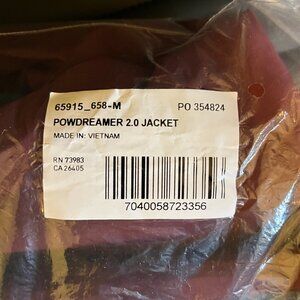 65915_658-M PO 354824
POWDREAMER 2.0 JACKET
MADE IN: VIETNAM
RN 73983
CA 26405
7040058723356